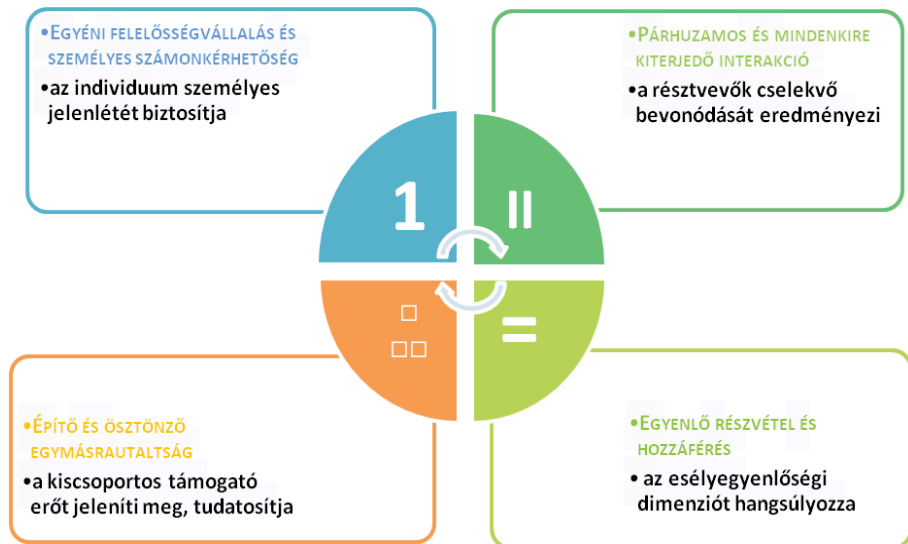 •EGYÉNI FELELŐSSÉGVÁLLALÁS ÉS
SZEMÉLYES SZÁMONKÉRHETŐSÉG
•az individuum személyes
jelenlétét biztosítja
•PÁRHUZAMOS ÉS MINDENKIRE
KITERJEDŐ INTERAKCIÓ
•a résztvevők cselekvő
bevonódását eredményezi
1
||
□
□□
=
•ÉPÍTŐ ÉS ÖSZTÖNZŐ
EGYMÁSRAUTALTSÁG
•a kiscsoportos támogató
erőt jeleníti meg, tudatosítja
•EGYENLŐ RÉSZVÉTEL ÉS
HOZZÁFÉRÉS
• az esélyegyenlőségi
dimenziót hangsúlyozza